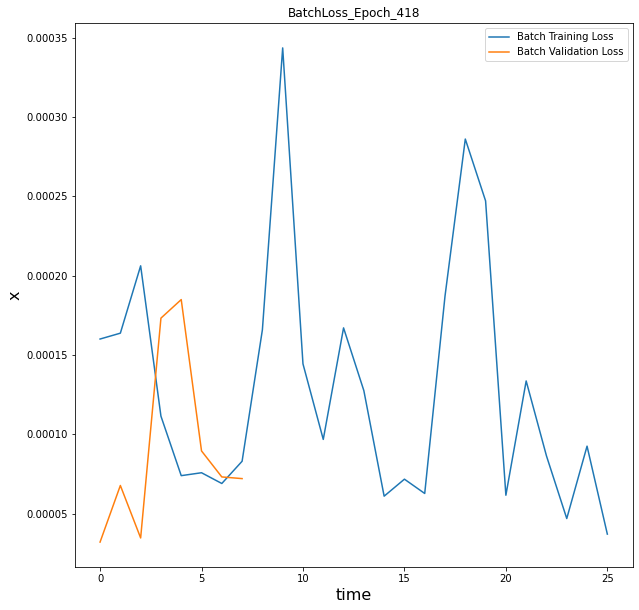 BatchLoss_Epoch_418
Batch Training Loss
Batch Validation Loss
0.00035
0.00030
0.00025
0.00020
0.00015
0.00010
0.00005
x
0 5 10 15 20 25
time